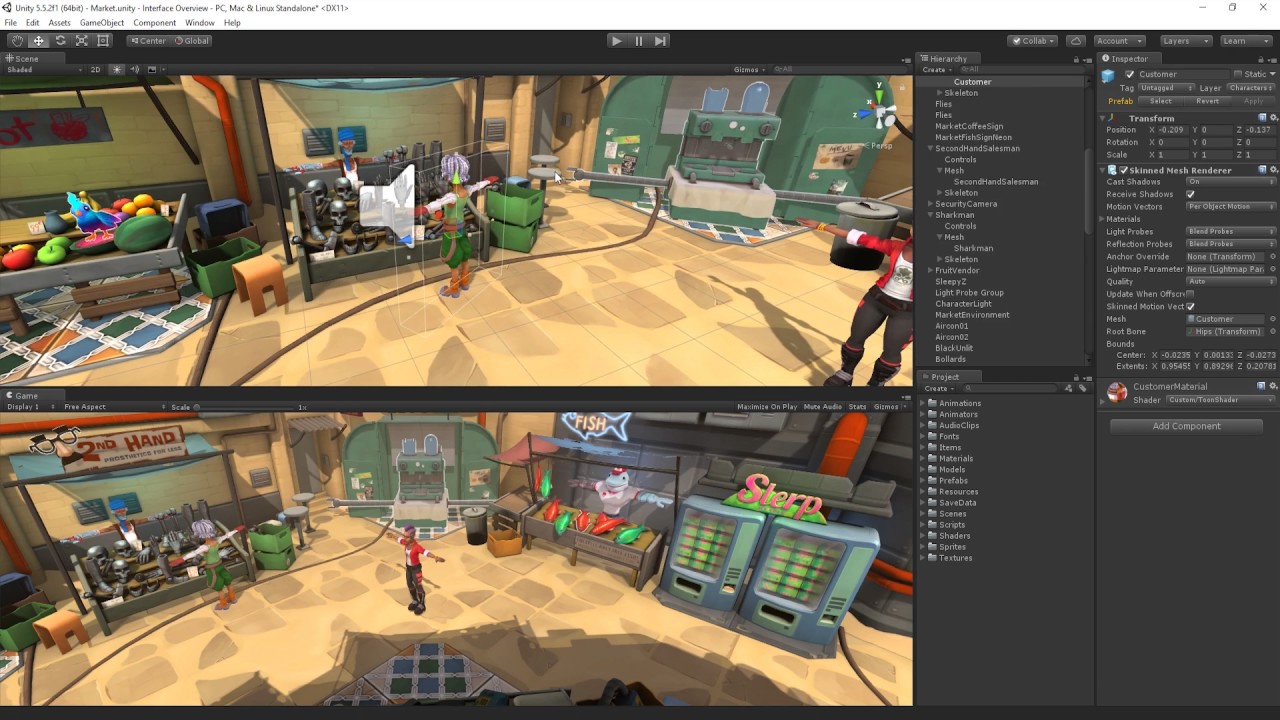 Unity 5.5.2f1 (64bit) - Market.unity - Interface Overview - PC, Mac & Linux Standalone* <DX11>
File Edit Assets GameObject Component Window Help
Center Global
Collab Account Layers Learn
Scene
Shaded 2D Gizmos All
y
x
z
Persp
MENU
Hierarchy
Create All
Customer
Skeleton
Flies
Flies
MarketCoffeeSign
MarketFishSignNeon
SecondHandSalesman
Controls
Mesh
SecondHandSalesman
Skeleton
SecurityCamera
Sharkman
Controls
Mesh
Sharkman
Skeleton
FruitVendor
SleepyZ
Light Probe Group
CharacterLight
MarketEnvironment
Aircon01
Aircon02
BlackUnlit
Bollards
Inspector
Customer Static
Tag Untagged Layer Characters
Prefab Select Revert Apply
Transform
Position X -0.209 Y 0 Z -0.137
Rotation X 0 Y 0 Z 0
Scale X 1 Y 1 Z 1
Skinned Mesh Renderer
Cast Shadows On
Receive Shadows
Motion Vectors Per Object Motion
Materials
Light Probes Blend Probes
Reflection Probes Blend Probes
Anchor Override None (Transform)
Lightmap Parameter None (Lightmap Par
Quality Auto
Update When Offscr
Skinned Motion Vect
Mesh Customer
Root Bone Hips (Transform)
Bounds
Center: X -0.0235 Y 0.0013 Z -0.0273
Extents: X 0.9545 Y 0.8929 Z 0.20781
CustomerMaterial
Shader Custom/ToonShader
Add Component
Game
Display 1 Free Aspect Scale 1x Maximize On Play Mute Audio Stats Gizmos
2ND HAND
PROSTHETICS FOR LESS
FISH
Slerp
Project
Create
Animations
Animators
AudioClips
Fonts
Items
Materials
Models
Prefabs
Resources
SaveData
Scenes
Scripts
Shaders
Sprites
Textures